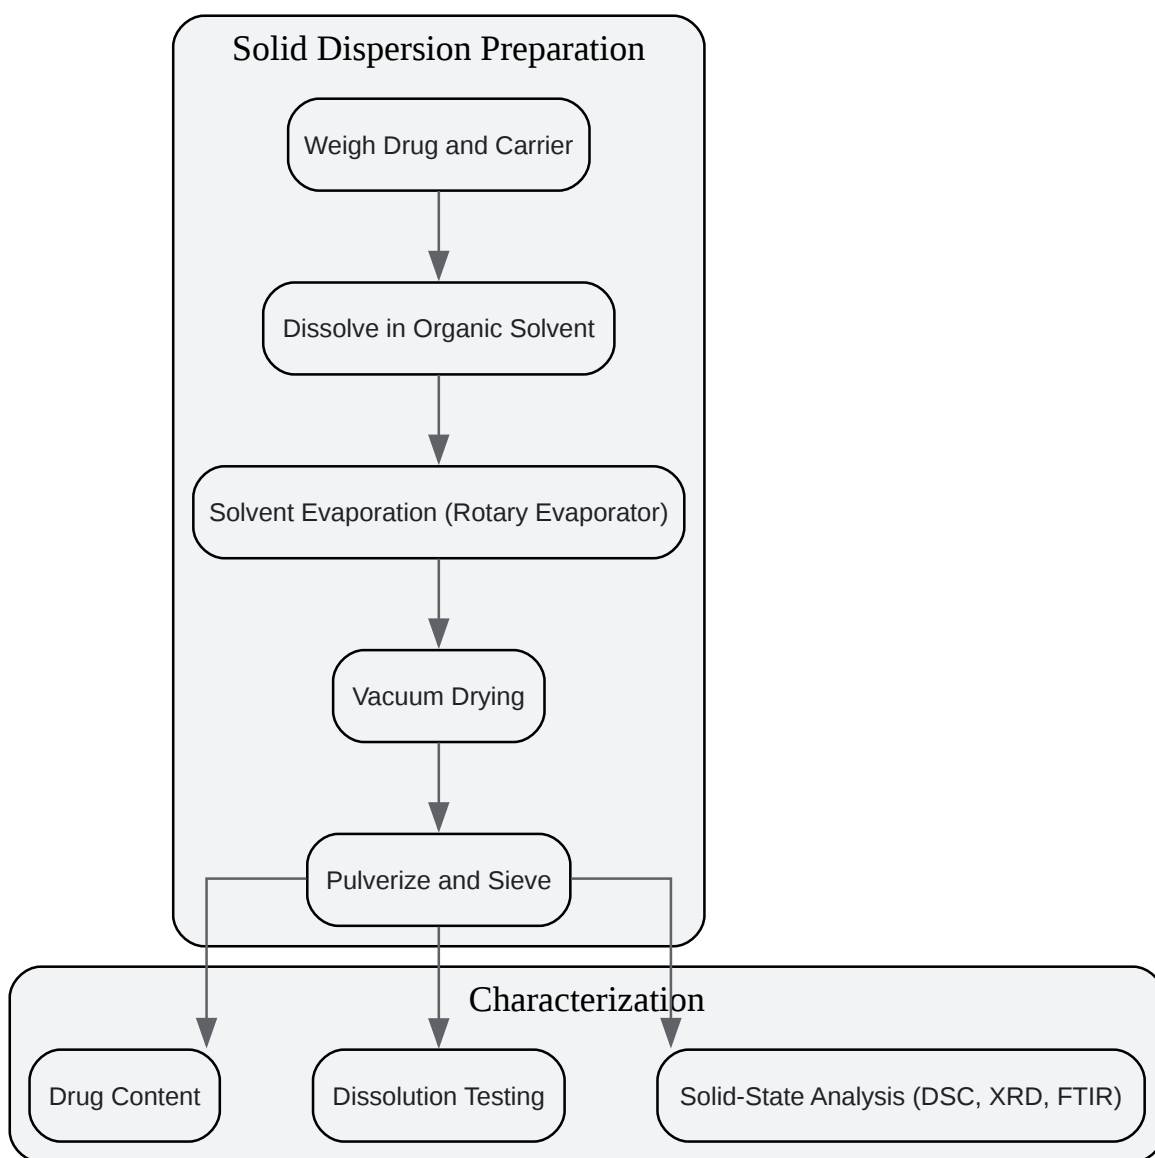 Solid Dispersion Preparation
Weigh Drug and Carrier
Dissolve in Organic Solvent
Solvent Evaporation (Rotary Evaporator)
Vacuum Drying
Pulverize and Sieve
Characterization
Drug Content
Dissolution Testing
Solid-State Analysis (DSC, XRD, FTIR)